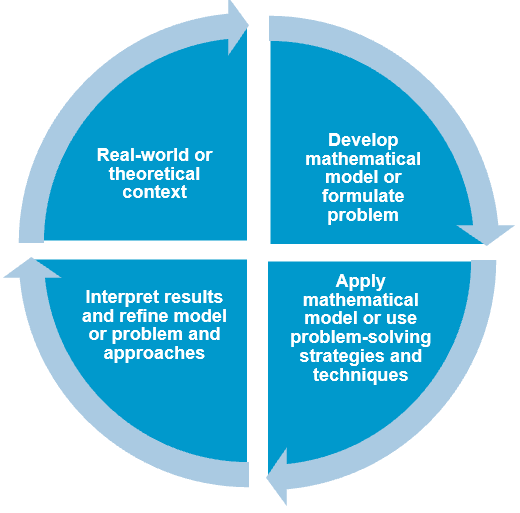 Real-world or
theoretical
context
Develop
mathematical
model or
formulate
problem
Interpret results
and refine model
or problem and
approaches
Apply
mathematical
model or use
problem-solving
strategies and
techniques